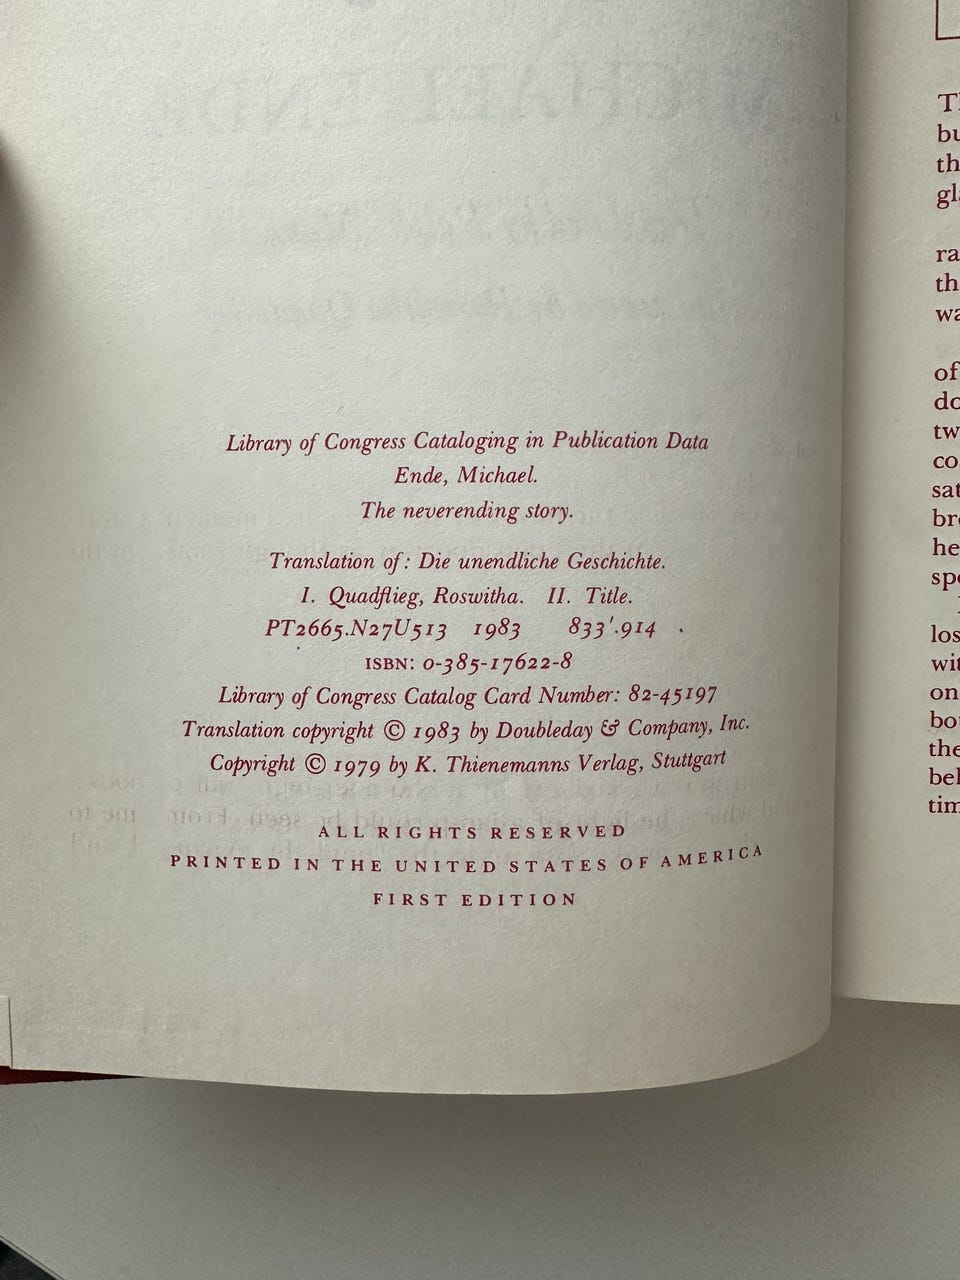 Library of Congress Cataloging in Publication Data
Ende, Michael.
The neverending story.
Translation of: Die unendliche Geschichte.
I. Quadflieg, Roswitha. II. Title.
PT2665.N27U513 1983 833'.914
ISBN: 0-385-17622-8
Library of Congress Catalog Card Number: 82-45197
Translation copyright © 1983 by Doubleday & Company, Inc.
Copyright © 1979 by K. Thienemanns Verlag, Stuttgart
ALL RIGHTS RESERVED
PRINTED IN THE UNITED STATES OF AMERICA
FIRST EDITION